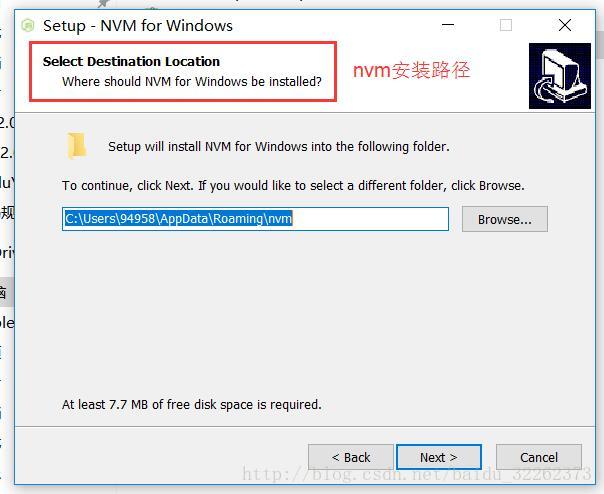 Setup - NVM for Windows
Select Destination Location
Where should NVM for Windows be installed?
nvm安装路径
Setup will install NVM for Windows into the following folder.
To continue, click Next. If you would like to select a different folder, click Browse.
C:\Users\94958\AppData\Roaming\nvm
Browse...
At least 7.7 MB of free disk space is required.
< Back
Next >
Cancel
http://blog.csdn.net/baidu_32262373